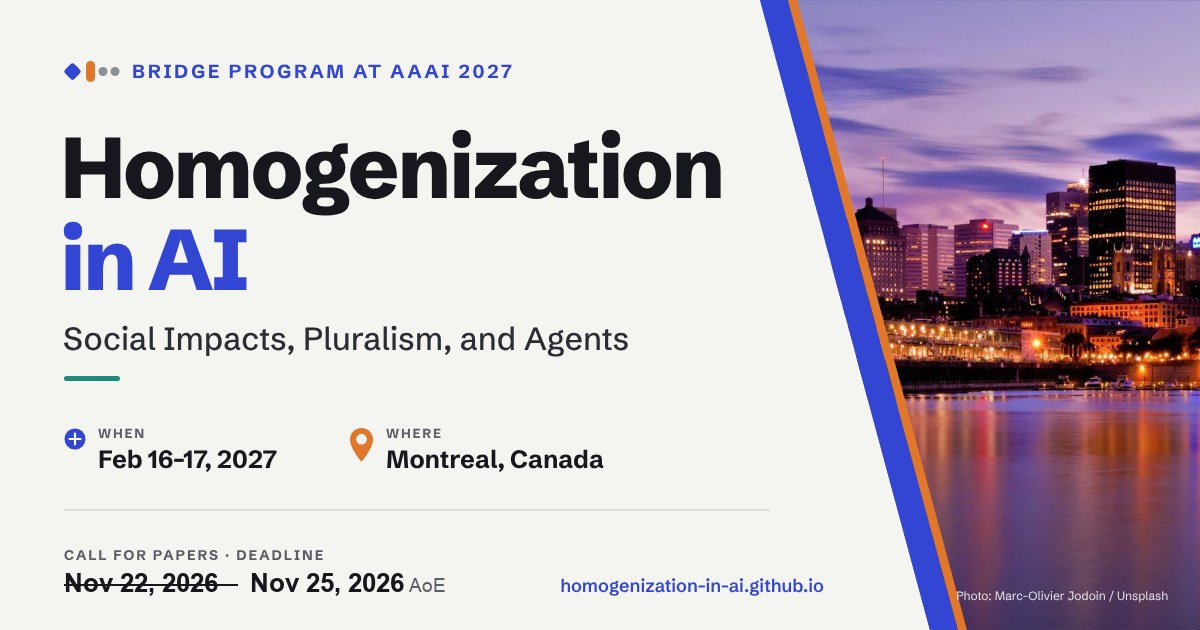 BRIDGE PROGRAM AT AAAI 2027
Homogenization
in AI
Social Impacts, Pluralism, and Agents
WHEN
Feb 16-17, 2027
WHERE
Montreal, Canada
CALL FOR PAPERS · DEADLINE
Nov 22, 2026 Nov 25, 2026 AoE
homogenization-in-ai.github.io
Photo: Marc-Olivier Jodoin / Unsplash